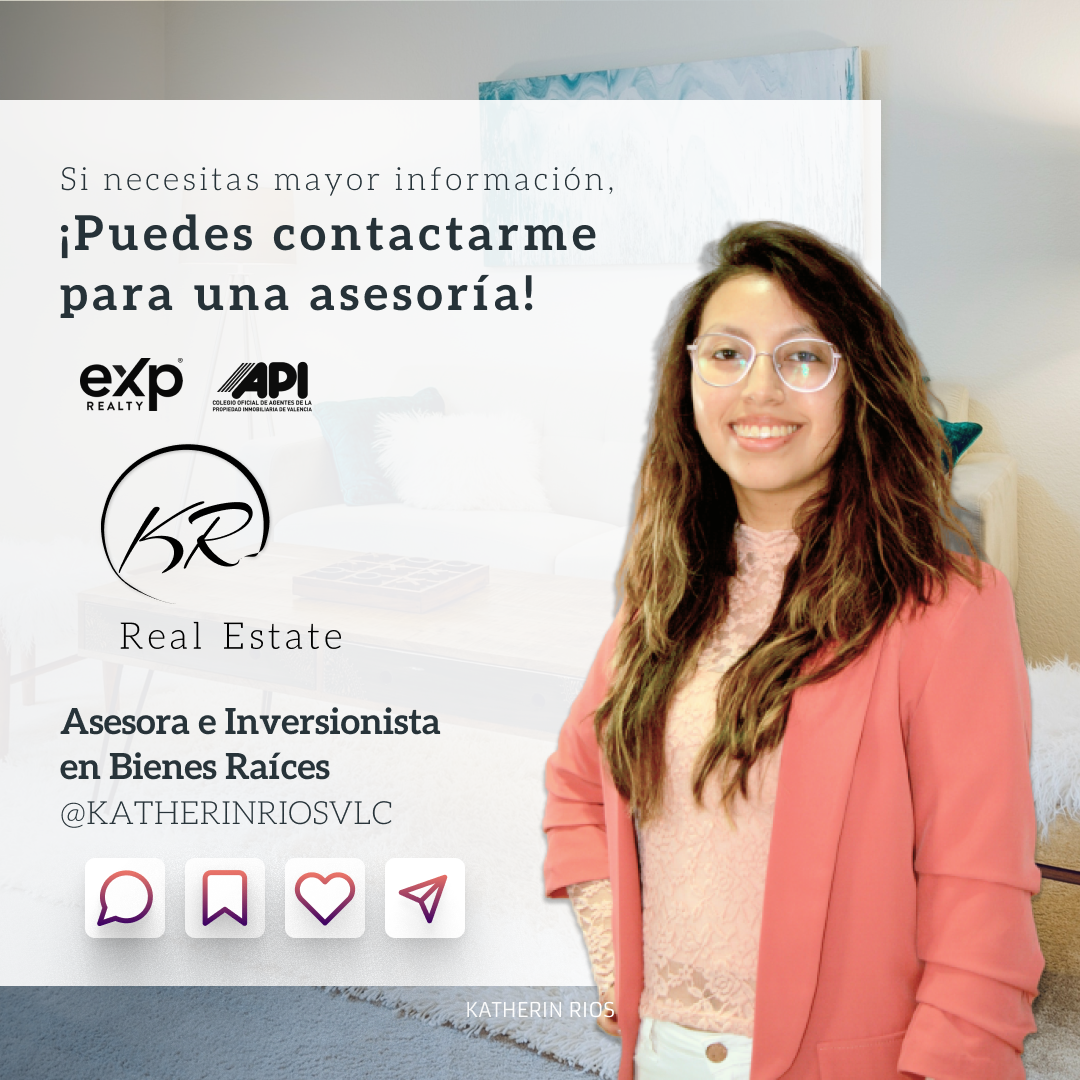 Si necesitas mayor información,
¡Puedes contactarme
para una asesoría!
eXp®
REALTY
API
COLEGIO OFICIAL DE AGENTES DE LA
PROPIEDAD INMOBILIARIA DE VALENCIA
KR
Real Estate
Asesora e Inversionista
en Bienes Raíces
@KATHERINRIOSVLC
KATHERIN RIOS